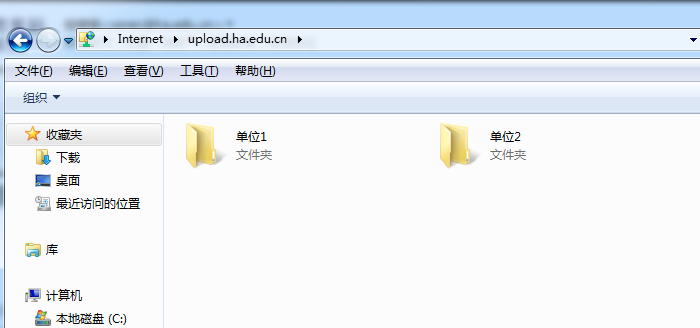 Internet ▸ upload.ha.edu.cn ▸
文件(F) 编辑(E) 查看(V) 工具(T) 帮助(H)
组织
收藏夹
下载
桌面
最近访问的位置
库
计算机
本地磁盘 (C:)
单位1
文件夹
单位2
文件夹